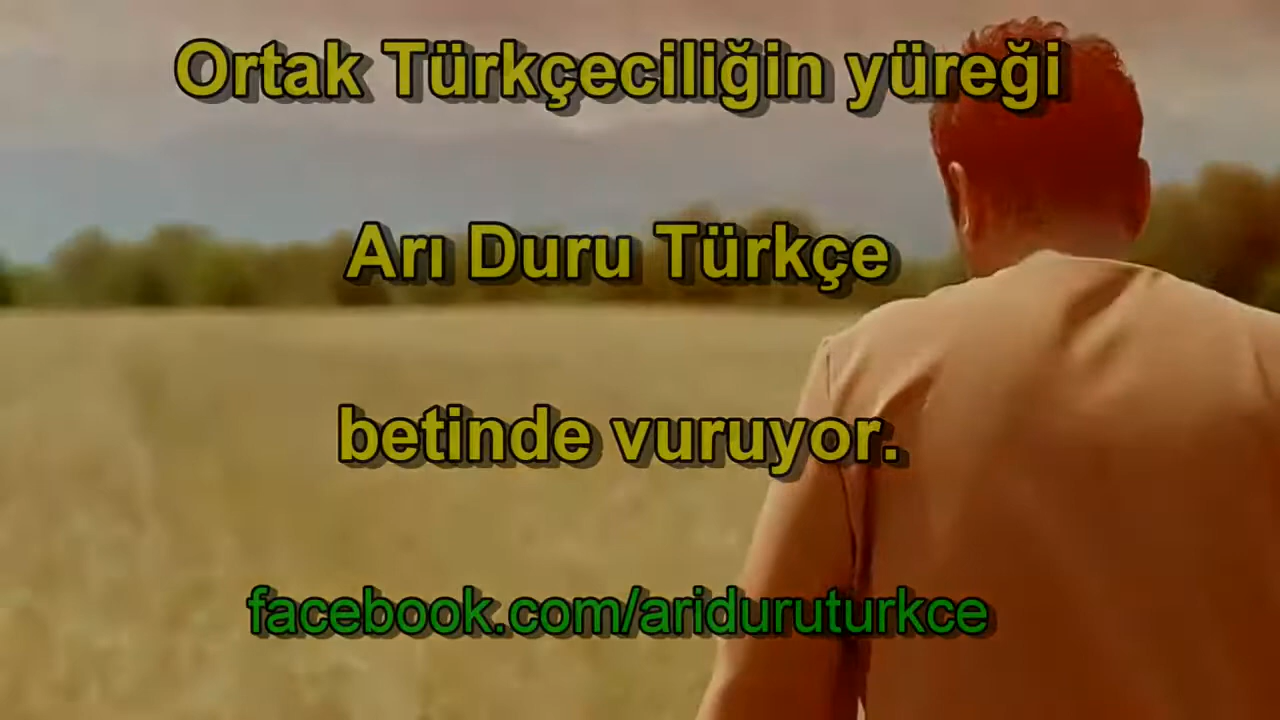 Ortak Türkçeciliğin yüreği
Arı Duru Türkçe
betinde vuruyor.
facebook.com/ariduruturkce